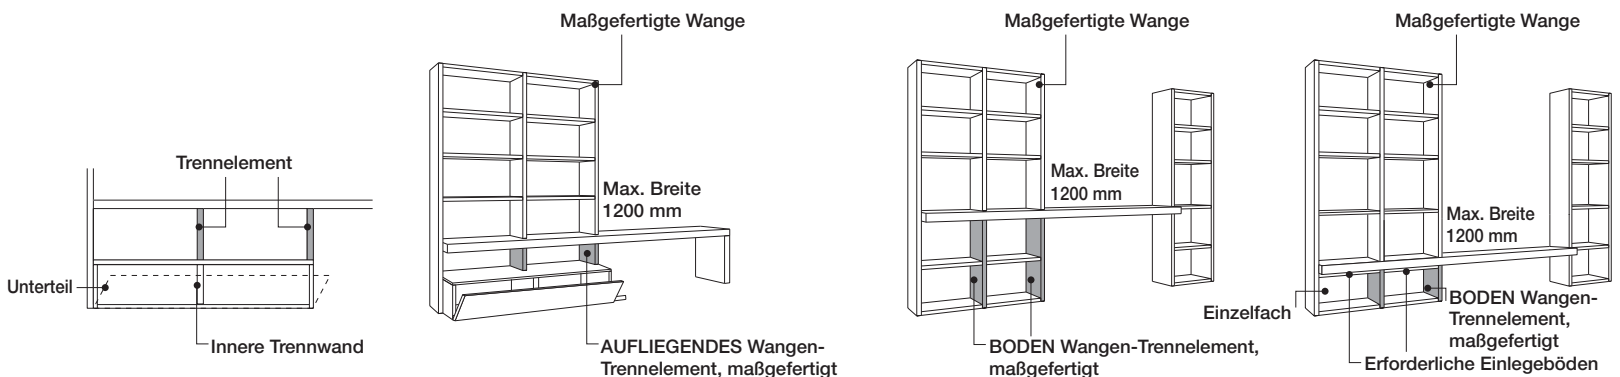 Trennelement
Unterteil
Innere Trennwand
Maßgefertigte Wange
Max. Breite
1200 mm
AUFLIEGENDES Wangen-
Trennelement, maßgefertigt
Maßgefertigte Wange
Max. Breite
1200 mm
BODEN Wangen-Trennelement,
maßgefertigt
Maßgefertigte Wange
Max. Breite
1200 mm
Einzelfach
BODEN Wangen-
Trennelement,
maßgefertigt
Erforderliche Einlegeböden